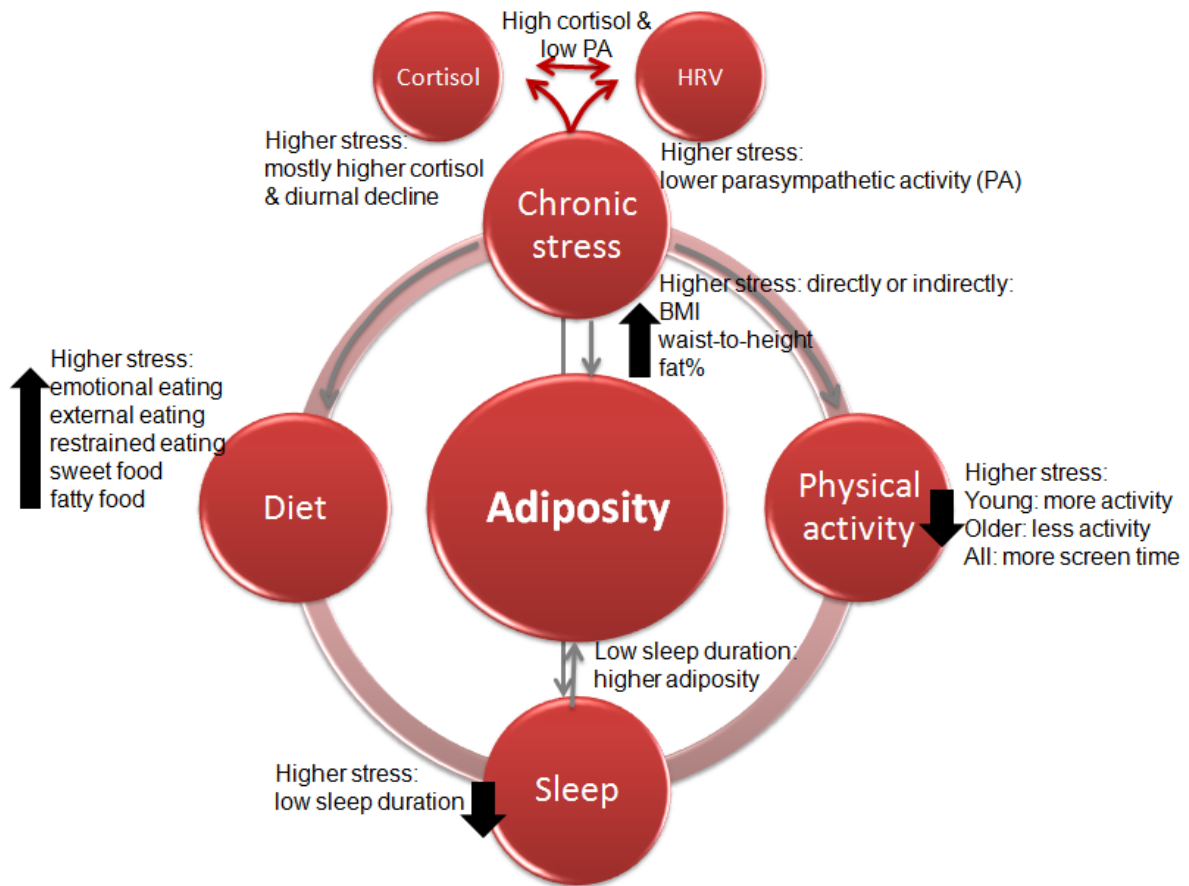 High cortisol &
low PA
Cortisol
HRV
Higher stress:
mostly higher cortisol
& diurnal decline
Higher stress:
lower parasympathetic activity (PA)
Chronic
stress
Higher stress: directly or indirectly:
BMI
waist-to-height
fat%
Higher stress:
emotional eating
external eating
restrained eating
sweet food
fatty food
Diet
Adiposity
Physical
activity
Higher stress:
Young: more activity
Older: less activity
All: more screen time
Low sleep duration:
higher adiposity
Higher stress:
low sleep duration
Sleep